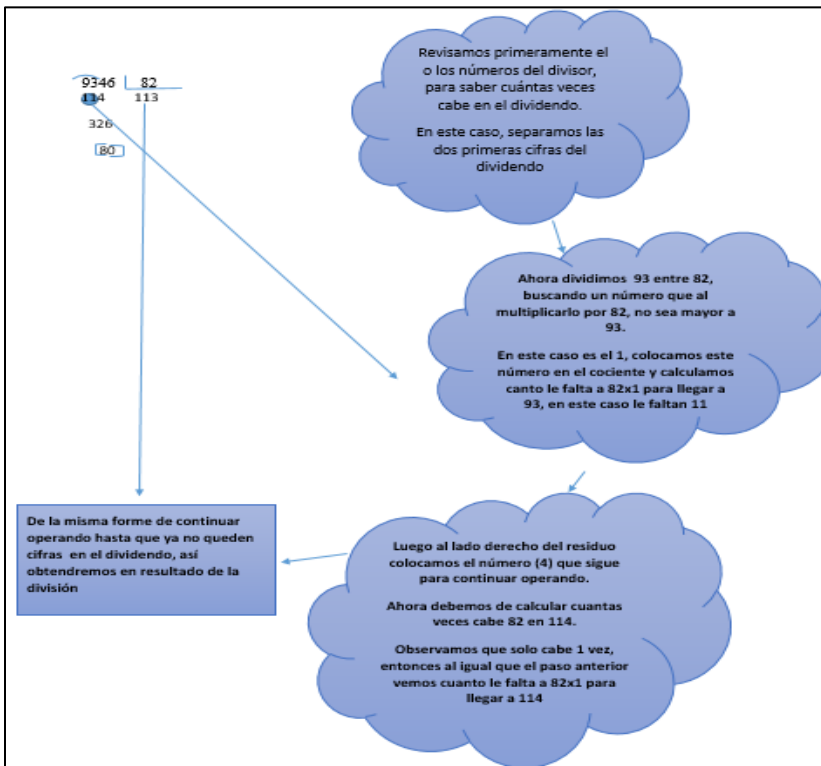 9346 82
114 113
326
80
Revisamos primeramente el
o los números del divisor,
para saber cuántas veces
cabe en el dividendo.
En este caso, separamos las
dos primeras cifras del
dividendo
Ahora dividimos 93 entre 82,
buscando un número que al
multiplicarlo por 82, no sea mayor a
93.
En este caso es el 1, colocamos este
número en el cociente y calculamos
canto le falta a 82x1 para llegar a
93, en este caso le faltan 11
Luego al lado derecho del residuo
colocamos el número (4) que sigue
para continuar operando.
Ahora debemos de calcular cuantas
veces cabe 82 en 114.
Observamos que solo cabe 1 vez,
entonces al igual que el paso anterior
vemos cuanto le falta a 82x1 para
llegar a 114
De la misma forme de continuar
operando hasta que ya no queden
cifras en el dividendo, así
obtendremos en resultado de la
división